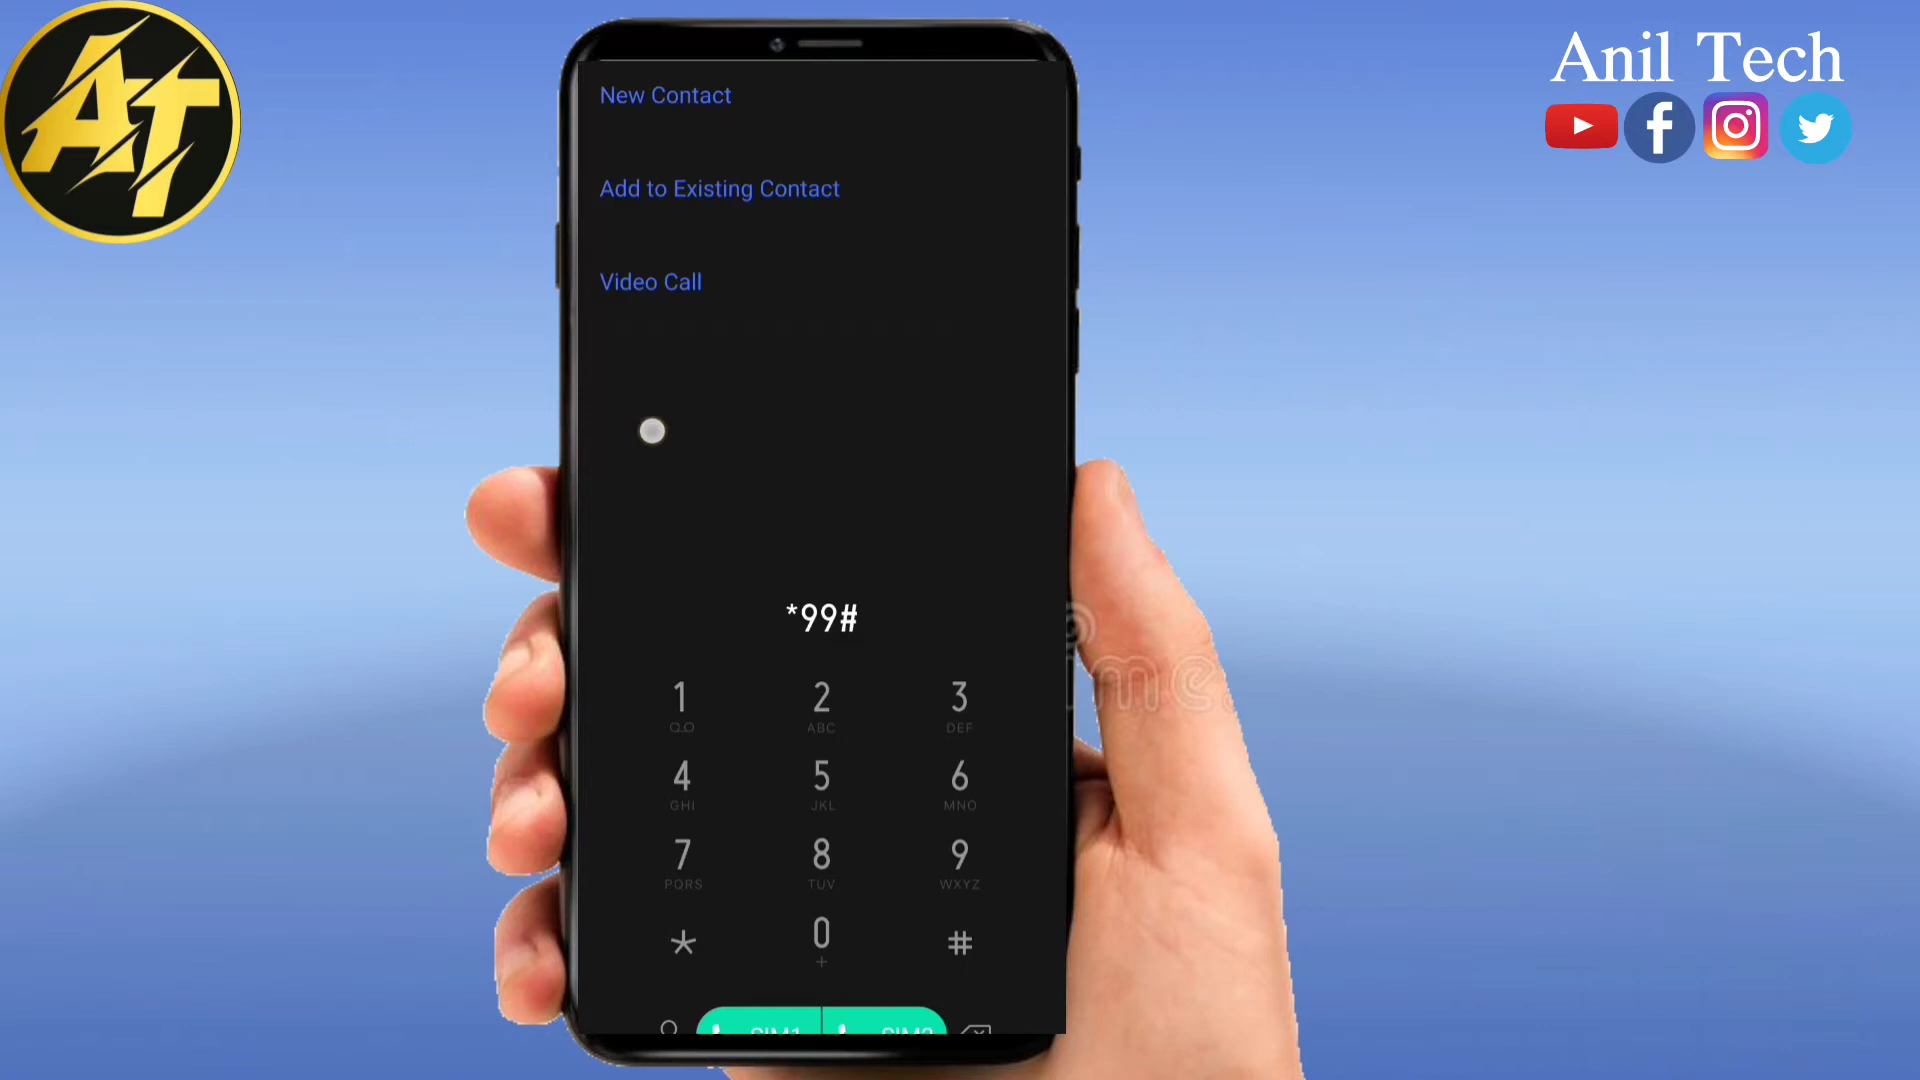 AT
Anil Tech
New Contact
Add to Existing Contact
Video Call
*99#
1 2 3
ABC DEF
4 5 6
GHI JKL MNO
7 8 9
PQRS TUV WXYZ
* 0 #
+
SIM1 SIM2